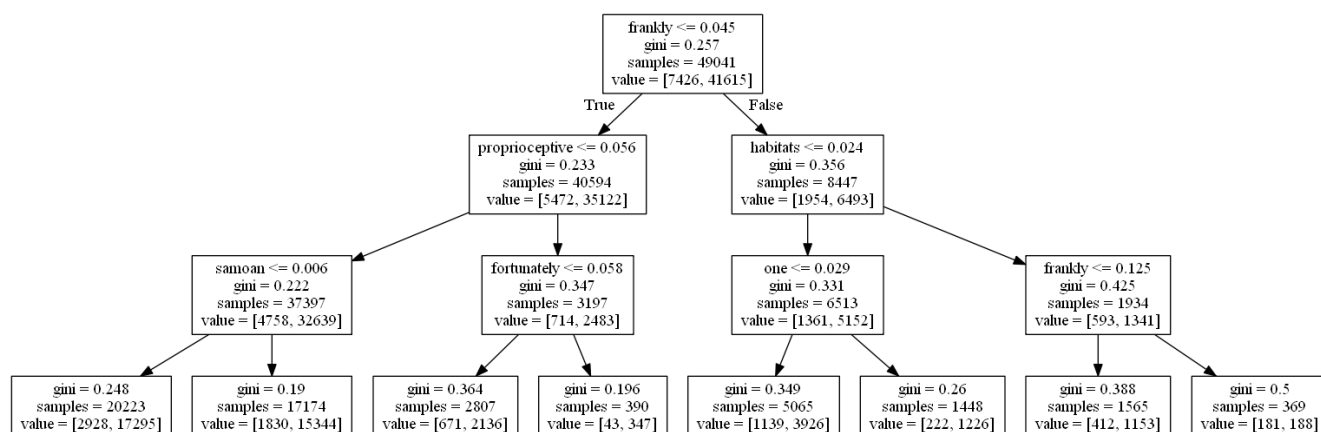 frankly <= 0.045
gini = 0.257
samples = 49041
value = [7426, 41615]
True
False
proprioceptive <= 0.056
gini = 0.233
samples = 40594
value = [5472, 35122]
habitats <= 0.024
gini = 0.356
samples = 8447
value = [1954, 6493]
samoan <= 0.006
gini = 0.222
samples = 37397
value = [4758, 32639]
fortunately <= 0.058
gini = 0.347
samples = 3197
value = [714, 2483]
one <= 0.029
gini = 0.331
samples = 6513
value = [1361, 5152]
frankly <= 0.125
gini = 0.425
samples = 1934
value = [593, 1341]
gini = 0.248
samples = 20223
value = [2928, 17295]
gini = 0.19
samples = 17174
value = [1830, 15344]
gini = 0.364
samples = 2807
value = [671, 2136]
gini = 0.196
samples = 390
value = [43, 347]
gini = 0.349
samples = 5065
value = [1139, 3926]
gini = 0.26
samples = 1448
value = [222, 1226]
gini = 0.388
samples = 1565
value = [412, 1153]
gini = 0.5
samples = 369
value = [181, 188]